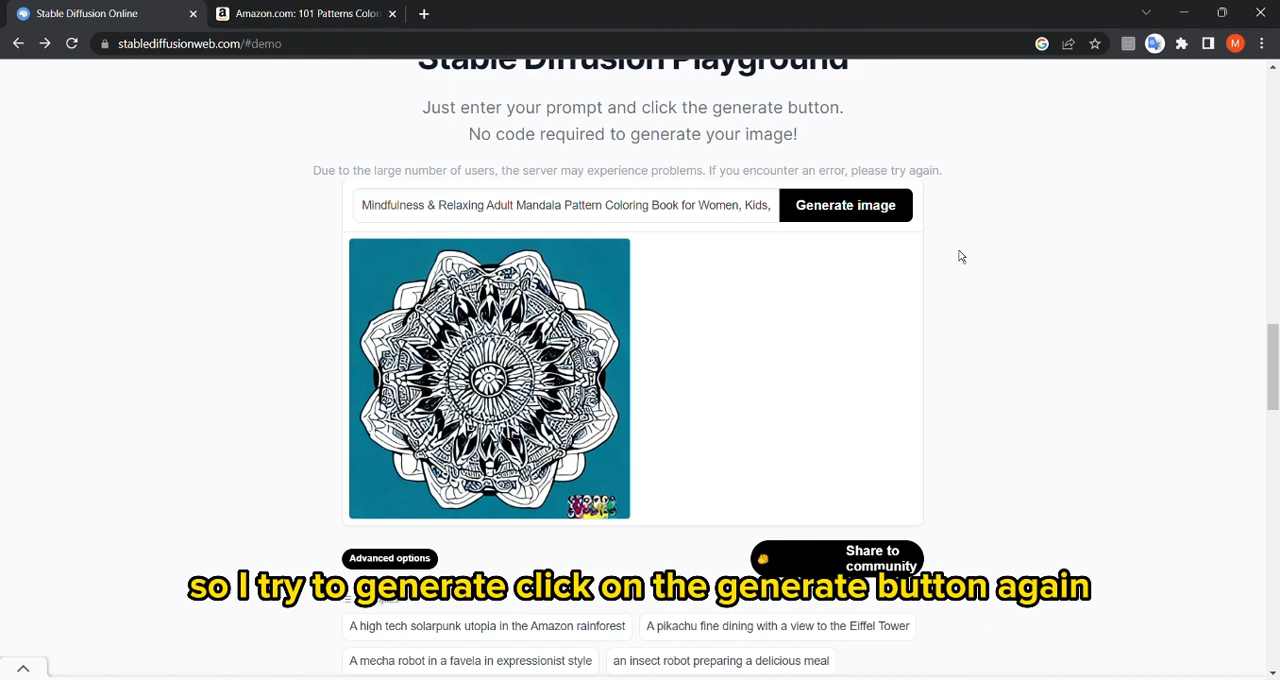 Stable Diffusion Online
Amazon.com: 101 Patterns Colori
stablediffusionweb.com/#demo
M
Stable Diffusion Playground
Just enter your prompt and click the generate button.
No code required to generate your image!
Due to the large number of users, the server may experience problems. If you encounter an error, please try again.
Mindfulness & Relaxing Adult Mandala Pattern Coloring Book for Women, Kids,
Generate image
Advanced options
Share to
community
so I try to generate click on the generate button again
A high tech solarpunk utopia in the Amazon rainforest
A pikachu fine dining with a view to the Eiffel Tower
A mecha robot in a favela in expressionist style
an insect robot preparing a delicious meal